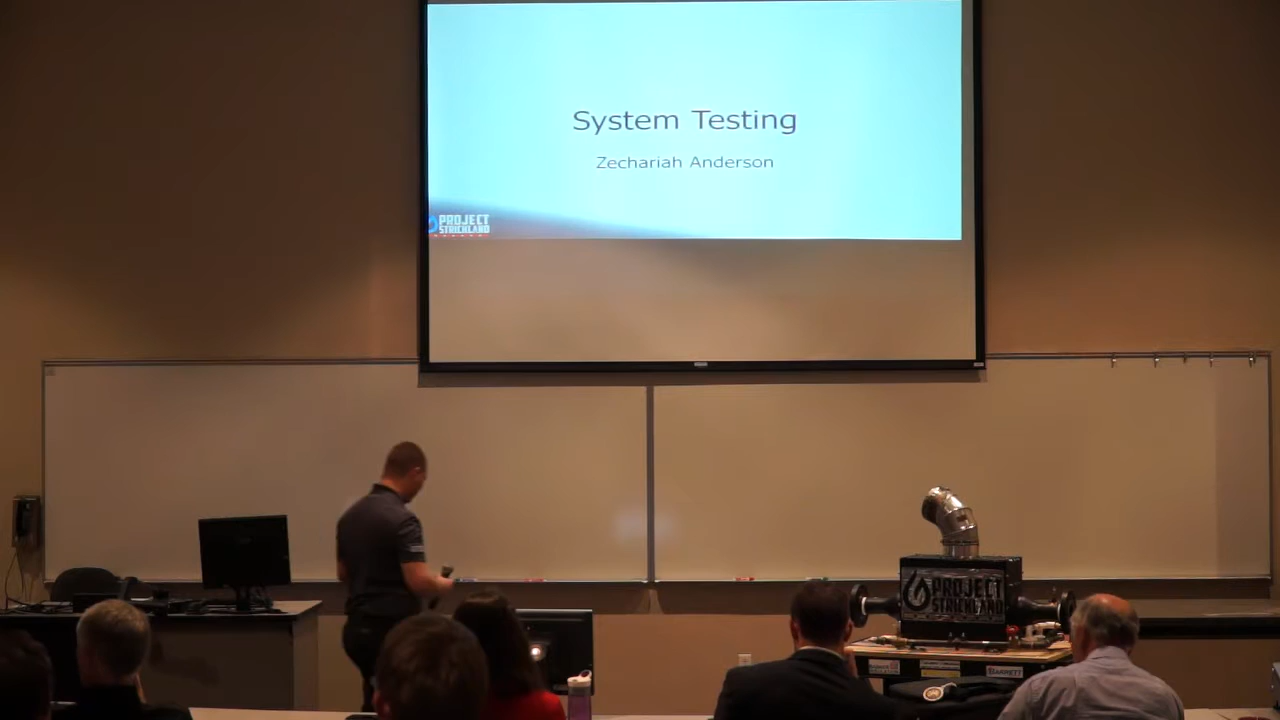 System Testing
Zechariah Anderson
PROJECT
STRICKLAND
PROJECT
STRICKLAND